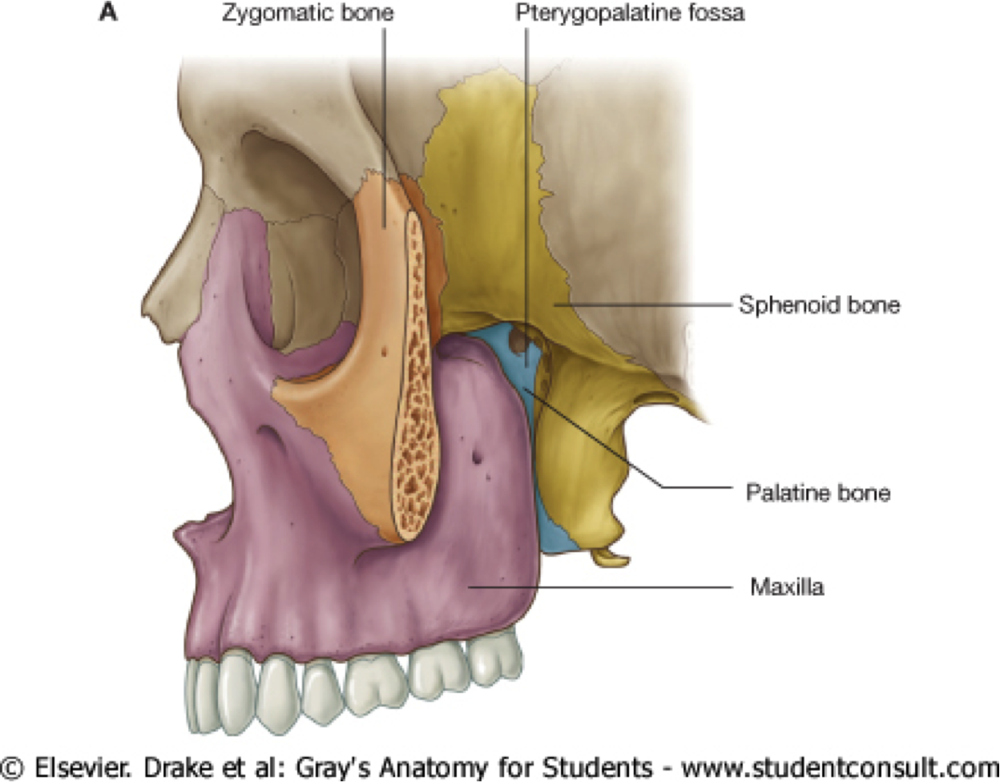 A
Zygomatic bone
Pterygopalatine fossa
Sphenoid bone
Palatine bone
Maxilla
© Elsevier. Drake et al: Gray's Anatomy for Students - www.studentconsult.com